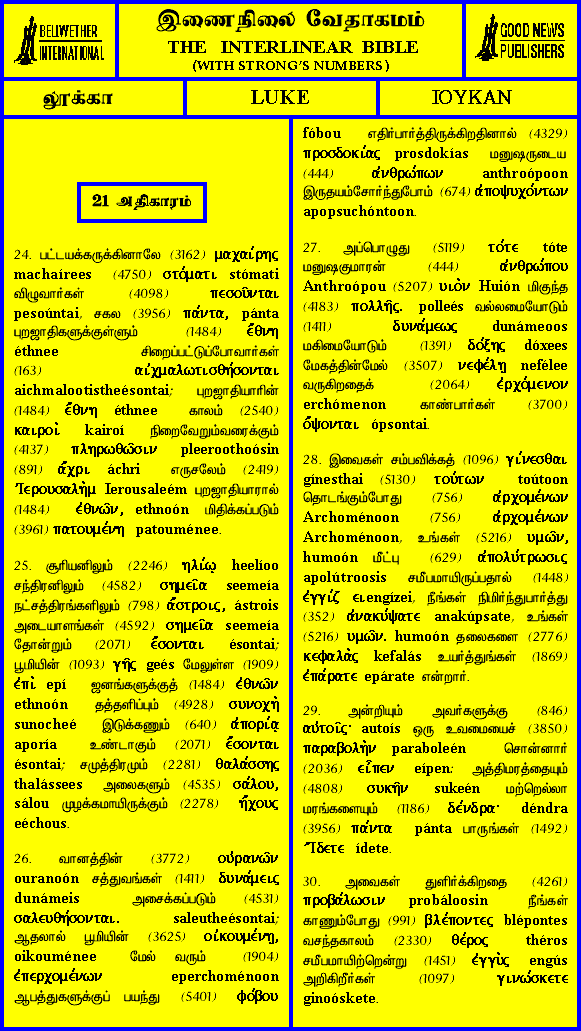 BELLWETHER
INTERNATIONAL
இணைநிலை வேதாகமம்
THE INTERLINEAR BIBLE
(WITH STRONG'S NUMBERS)
GOOD NEWS
PUBLISHERS
லூக்கா
LUKE
IOYKAN
21 அதிகாரம்
24. பட்டயக்கருக்கினாலே (3162) μαχαίρης
machaírees (4750) στόματι stómati
விழுவார்கள் (4098) πεσοῦνται
pesoúntai, சகல (3956) πάντα, pánta
புறஜாதிகளுக்குள்ளும் (1484) ἔθνη
éthnee சிறைப்பட்டுப்போவார்கள்
(163) αἰχμαλωτισθήσονται
aichmalootistheésontai; புறஜாதியாரின்
(1484) ἔθνη éthnee காலம் (2540)
καιροὶ kairoí நிறைவேறும்வரைக்கும்
(4137) πληρωθῶσιν pleeroothoósin
(891) ἄχρι áchri எருசலேம் (2419)
Ἰερουσαλὴμ Ierousaleém புறஜாதியாரால்
(1484) ἐθνῶν, ethnoón மிதிக்கப்படும்
(3961) πατουμένη patouménee.
25. சூரியனிலும் (2246) ηλίῳ heelíoo
சந்திரனிலும் (4582) σημεῖα seemeía
நட்சத்திரங்களிலும் (798) ἄστροις, ástrois
அடையாளங்கள் (4592) σημεῖα seemeía
தோன்றும் (2071) ἔσονται ésontai;
பூமியின் (1093) γῆς geés மேலுள்ள (1909)
ἐπὶ epí ஜனங்களுக்குத் (1484) ἐθνῶν
ethnoón தத்தளிப்பும் (4928) συνοχὴ
sunocheé இடுக்கணும் (640) ἀπορίᾳ
aporía உண்டாகும் (2071) ἔσονται
ésontai; சமுத்திரமும் (2281) θαλάσσης
thalássees அலைகளும் (4535) σάλου,
sálou முழக்கமாயிருக்கும் (2278) ἤχους
eéchous.
26. வானத்தின் (3772) οὐρανῶν
ouranoón சத்துவங்கள் (1411) δυνάμεις
dunámeis அசைக்கப்படும் (4531)
σαλευθήσονται. saleutheésontai;
ஆதலால் பூமியின் (3625) οἰκουμένῃ,
oikouménee மேல் வரும் (1904)
ἐπερχομένων eperchoménoon
ஆபத்துகளுக்குப் பயந்து (5401) φόβου
fóbou எதிர்பார்த்திருக்கிறதினால் (4329)
προσδοκίας prosdokías மனுஷருடைய
(444) ἀνθρώπων anthroópoon
இருதயம்சோர்ந்துபோம் (674) ἀποψυχόντων
apopsuchóntoon.
27. அப்பொழுது (5119) τότε tóte
மனுஷகுமாரன் (444) ἀνθρώπου
Anthroópou (5207) υιὸν Huión மிகுந்த
(4183) πολλῆς. polleés வல்லமையோடும்
(1411) δυνάμεως dunámeoos
மகிமையோடும் (1391) δόξης dóxees
மேகத்தின்மேல் (3507) νεφέλῃ nefélee
வருகிறதைக் (2064) ἐρχόμενον
erchómenon காண்பார்கள் (3700)
ὄψονται ópsontai.
28. இவைகள் சம்பவிக்கத் (1096) γίνεσθαι
gínesthai (5130) τούτων toútoon
தொடங்கும்போது (756) ἀρχομένων
Archoménoon (756) ἀρχομένων
Archoménoon, உங்கள் (5216) υμῶν,
humoón மீட்பு (629) ἀπολύτρωσις
apolútroosis சமீபமாயிருப்பதால் (1448)
ἐγγίζ ειengizei, நீங்கள் நிமிர்ந்துபார்த்து
(352) ἀνακύψατε anakúpsate, உங்கள்
(5216) υμῶν. humoón தலைகளை (2776)
κεφαλὰς kefalás உயர்த்துங்கள் (1869)
ἐπάρατε epárate என்றார்.
29. அன்றியும் அவர்களுக்கு (846)
αὐτοῖς· autoís ஒரு உவமையைச் (3850)
παραβολὴν paraboleén சொன்னார்
(2036) εἶπεν eípen: அத்திமரத்தையும்
(4808) συκῆν sukeén மற்றெல்லா
மரங்களையும் (1186) δένδρα· déndra
(3956) πάντα pánta பாருங்கள் (1492)
Ἴδετε ídete.
30. அவைகள் துளிர்க்கிறதை (4261)
προβάλωσιν probáloosin நீங்கள்
காணும்போது (991) βλέποντες blépontes
வசந்தகாலம் (2330) θέρος théros
சமீபமாயிற்றென்று (1451) ἐγγὺς engús
அறிகிறீர்கள் (1097) γινώσκετε
ginoóskete.